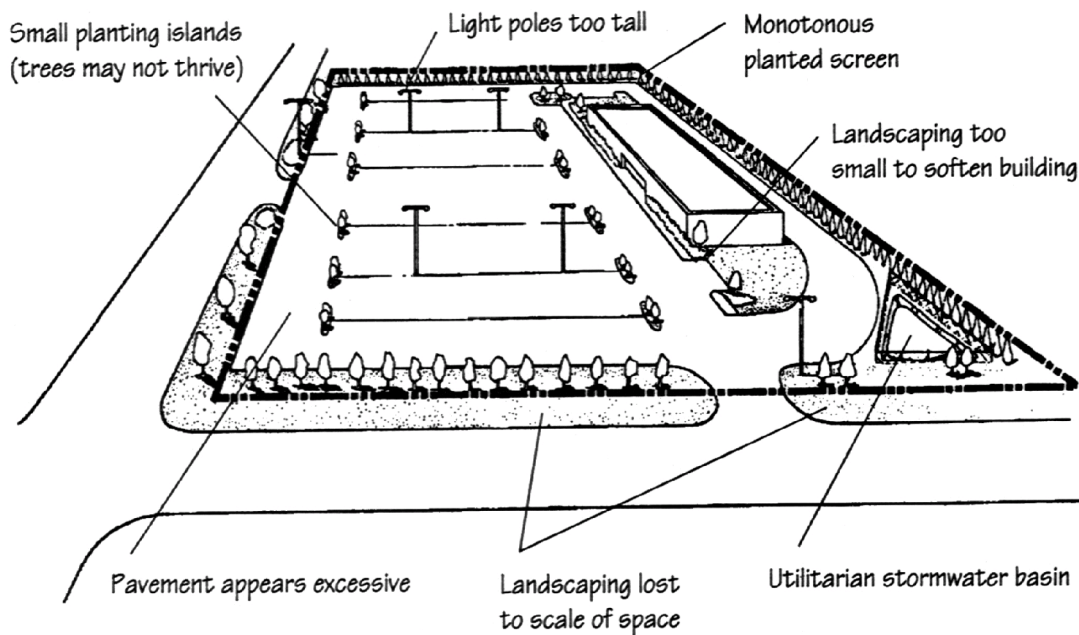 Small planting islands
(trees may not thrive)
Light poles too tall
Monotonous
planted screen
Landscaping too
small to soften building
Pavement appears excessive
Landscaping lost
to scale of space
Utilitarian stormwater basin